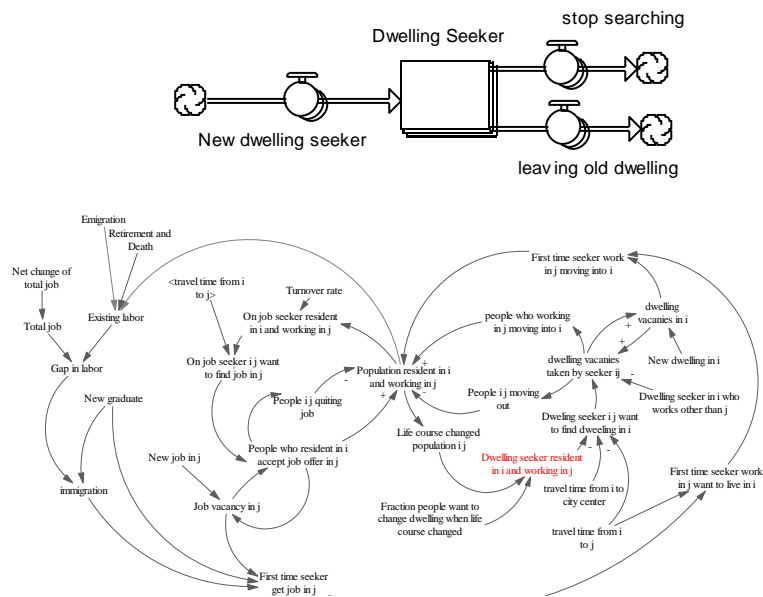 stop searching
Dwelling Seeker
New dwelling seeker
leaving old dwelling
Emigration
Retirement and
Death
Net change of
total job
<travel time from i
to j>
Turnover rate
First time seeker work
in j moving into i
Total job
Existing labor
On job seeker resident
in i and working in j
people who working
in j moving into i
dwelling
vacanies in i
+
+
Gap in labor
On job seeker i j want
to find job in j
Population resident in i
and working in j
+
-
-
+
dwelling vacanies
taken by seeker ij
New dwelling in i
-
New graduate
People i j quiting
job
People i j moving
out
Dwelling seeker in i who
works other than j
Dweling seeker i j want
to find dweeling in i
-
-
New job in j
People who resident in i
accept job offer in j
Life course changed
population i j
Dwelling seeker resident
in i and working in j
First time seeker work
in j want to live in i
immigration
Job vacancy in j
Fraction people want to
change dwelling when life
course changed
travel time from i to
city center
travel time from i
to j
First time seeker
get job in j